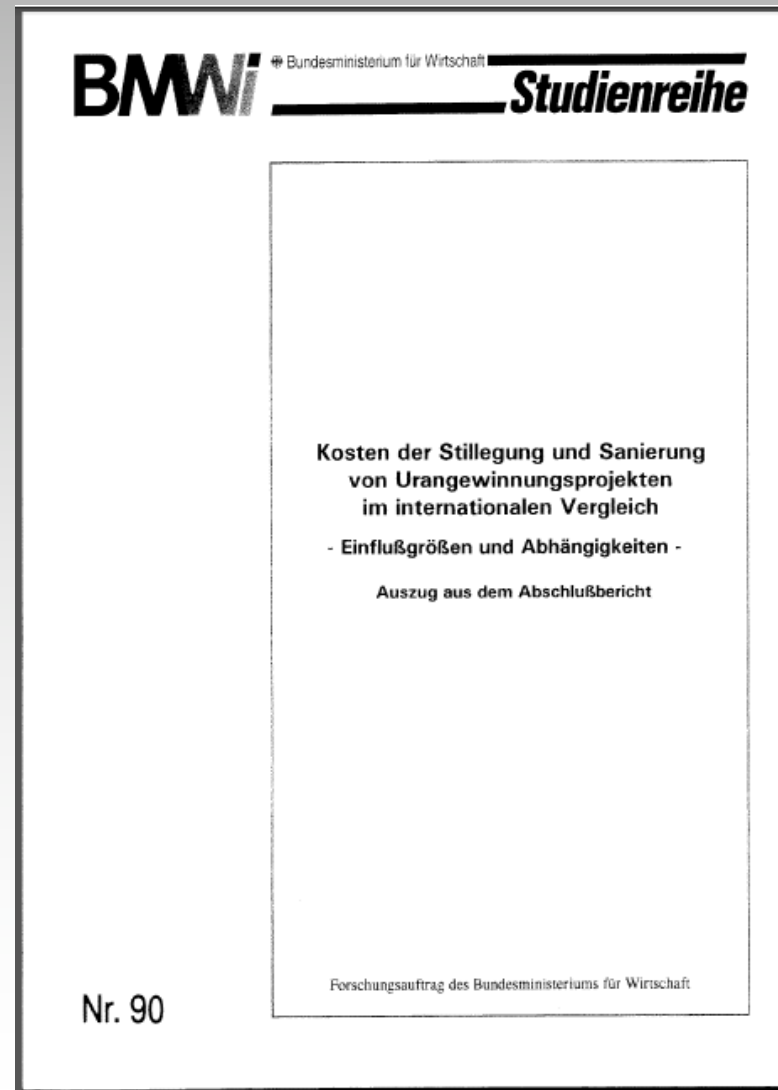 BMWi
Bundesministerium für Wirtschaft
Studienreihe
Kosten der Stillegung und Sanierung
von Urangewinnungsprojekten
im internationalen Vergleich
- Einflußgrößen und Abhängigkeiten -
Auszug aus dem Abschlußbericht
Forschungsauftrag des Bundesministeriums für Wirtschaft
Nr. 90